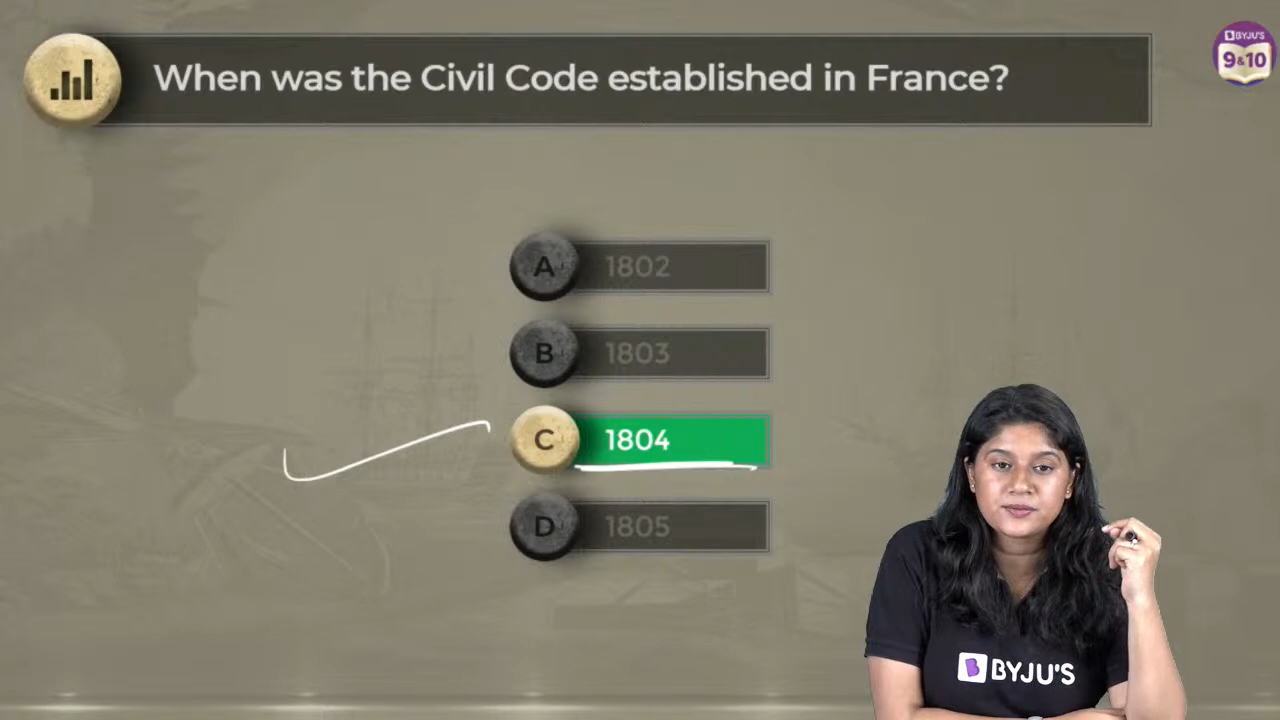 When was the Civil Code established in France?
BYJU'S
9&10
A 1802
B 1803
C 1804
D 1805
BYJU'S